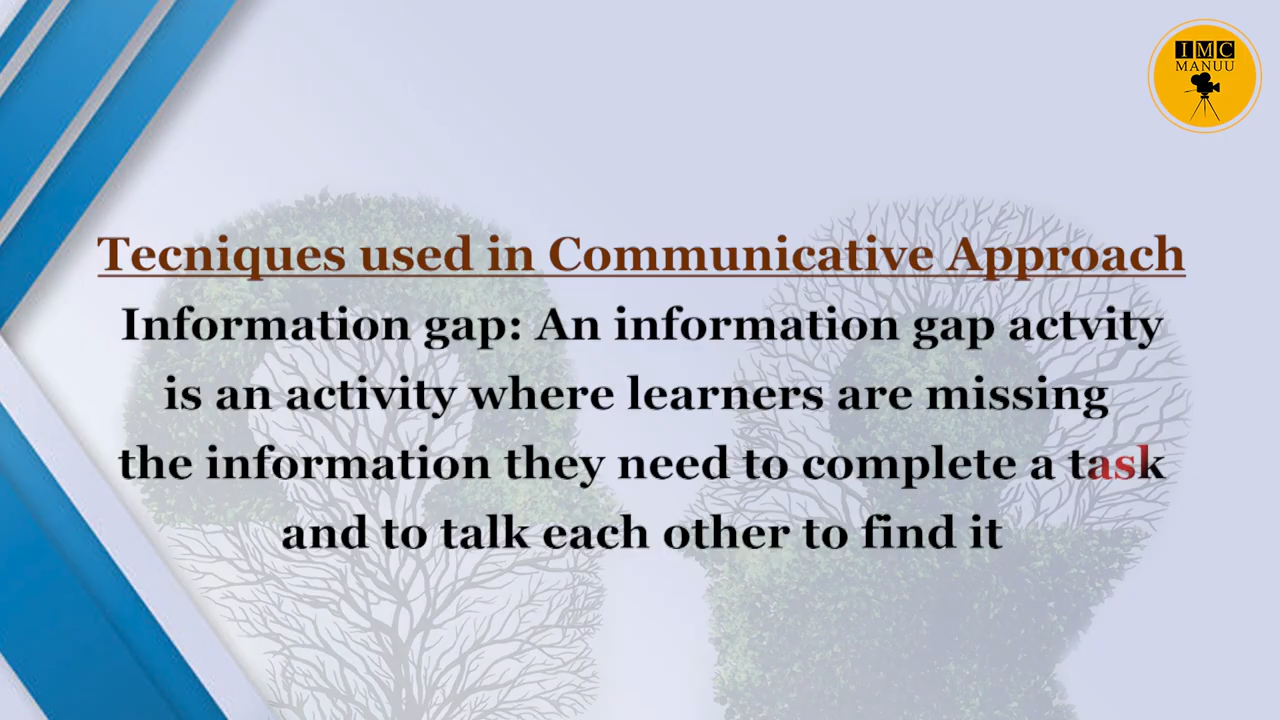 IMC
MANUU
Tecniques used in Communicative Approach
Information gap: An information gap actvity
is an activity where learners are missing
the information they need to complete a task
and to talk each other to find it